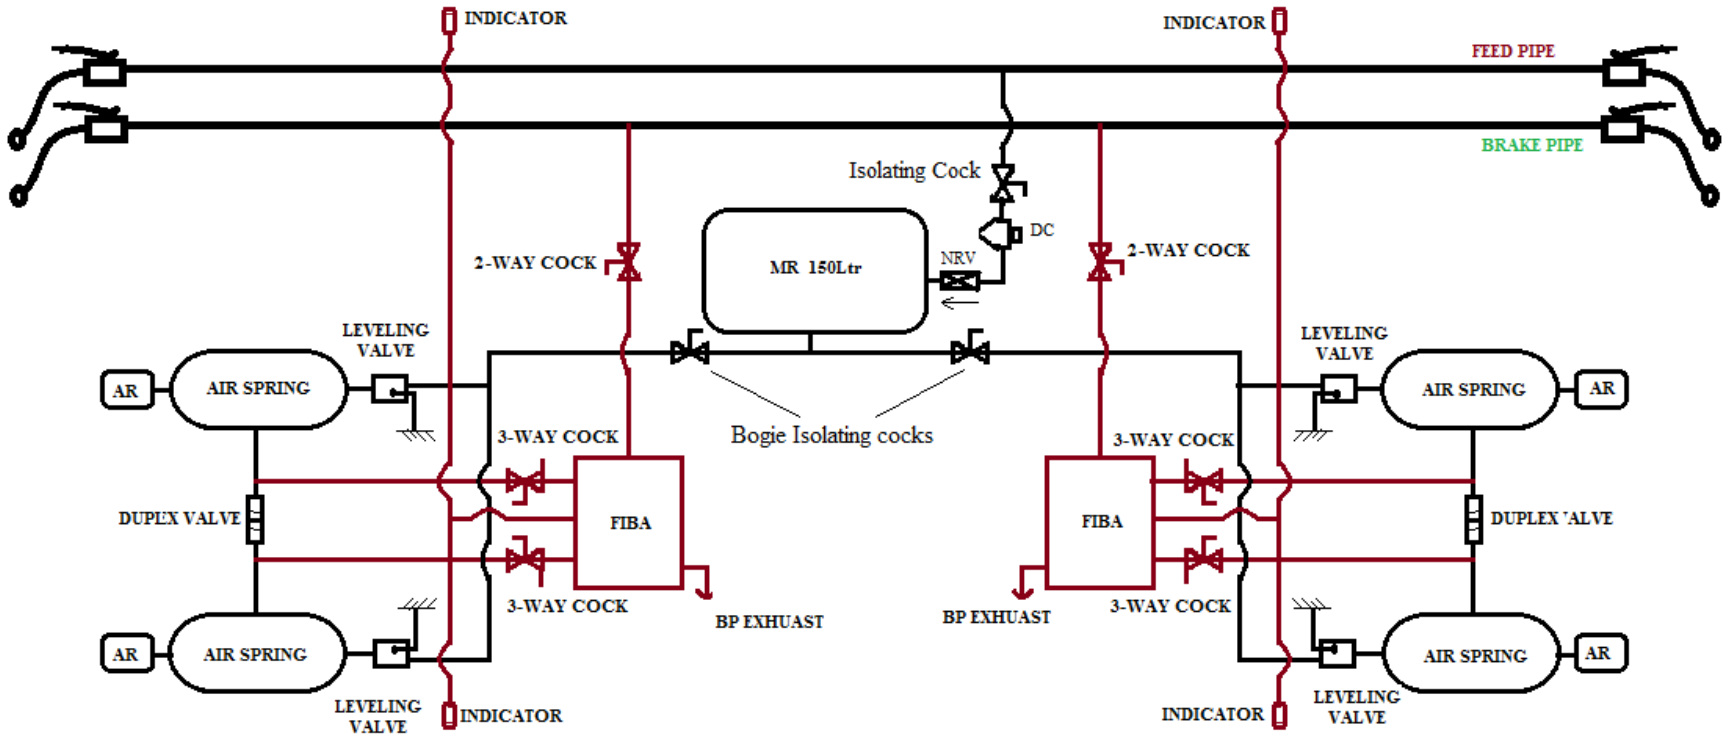 INDICATOR
INDICATOR
FEED PIPE
BRAKE PIPE
Isolating Cock
DC
2-WAY COCK
MR 150Ltr
NRV
2-WAY COCK
LEVELING
VALVE
LEVELING
VALVE
AR
AIR SPRING
AIR SPRING
AR
Bogie Isolating cocks
3-WAY COCK
3-WAY COCK
DUPLEX VALVE
FIBA
FIBA
DUPLEX VALVE
3-WAY COCK
3-WAY COCK
BP EXHUAST
BP EXHUAST
AR
AIR SPRING
AIR SPRING
AR
LEVELING
VALVE
LEVELING
VALVE
INDICATOR
INDICATOR